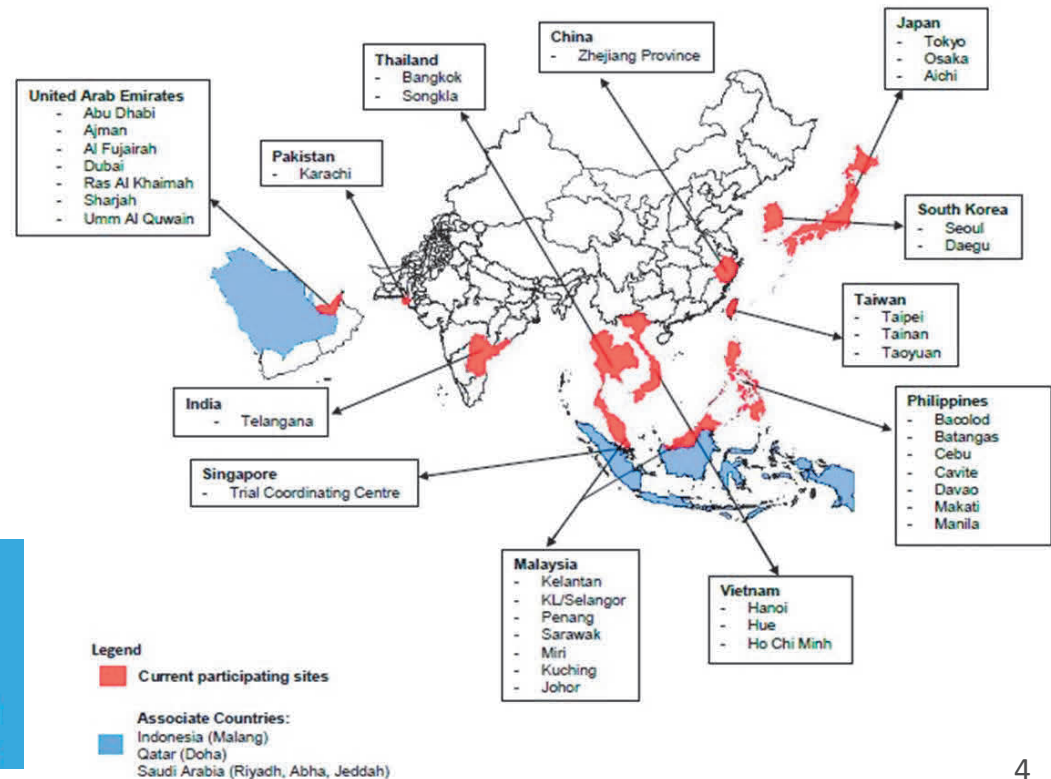 Japan
- Tokyo
- Osaka
- Aichi
China
- Zhejiang Province
Thailand
- Bangkok
- Songkla
United Arab Emirates
- Abu Dhabi
- Ajman
- Al Fujairah
- Dubai
- Ras Al Khaimah
- Sharjah
- Umm Al Quwain
Pakistan
- Karachi
South Korea
- Seoul
- Daegu
Taiwan
- Taipei
- Tainan
- Taoyuan
India
- Telangana
Philippines
- Bacolod
- Batangas
- Cebu
- Cavite
- Davao
- Makati
- Manila
Singapore
- Trial Coordinating Centre
Malaysia
- Kelantan
- KL/Selangor
- Penang
- Sarawak
- Miri
- Kuching
- Johor
Vietnam
- Hanoi
- Hue
- Ho Chi Minh
Legend
Current participating sites
Associate Countries:
Indonesia (Malang)
Qatar (Doha)
Saudi Arabia (Riyadh, Abha, Jeddah)
4